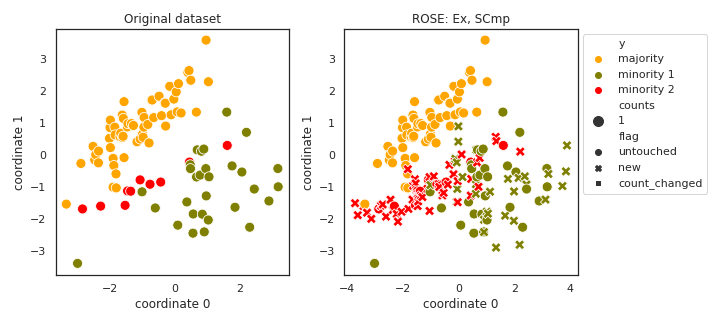 Original dataset
coordinate 1
3
2
1
0
−1
−2
−3
−2
0
2
coordinate 0
ROSE: Ex, SCmp
coordinate 1
3
2
1
0
−1
−2
−3
−4
−2
0
2
4
coordinate 0
y
majority
minority 1
minority 2
counts
1
flag
untouched
new
count_changed